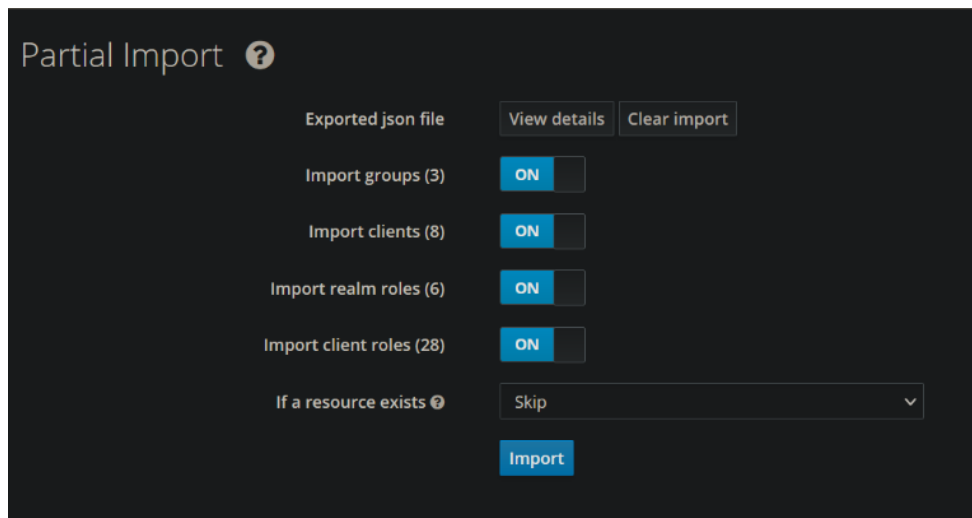 Partial Import ?
Exported json file View details Clear import
Import groups (3) ON
Import clients (8) ON
Import realm roles (6) ON
Import client roles (28) ON
If a resource exists ? Skip
Import